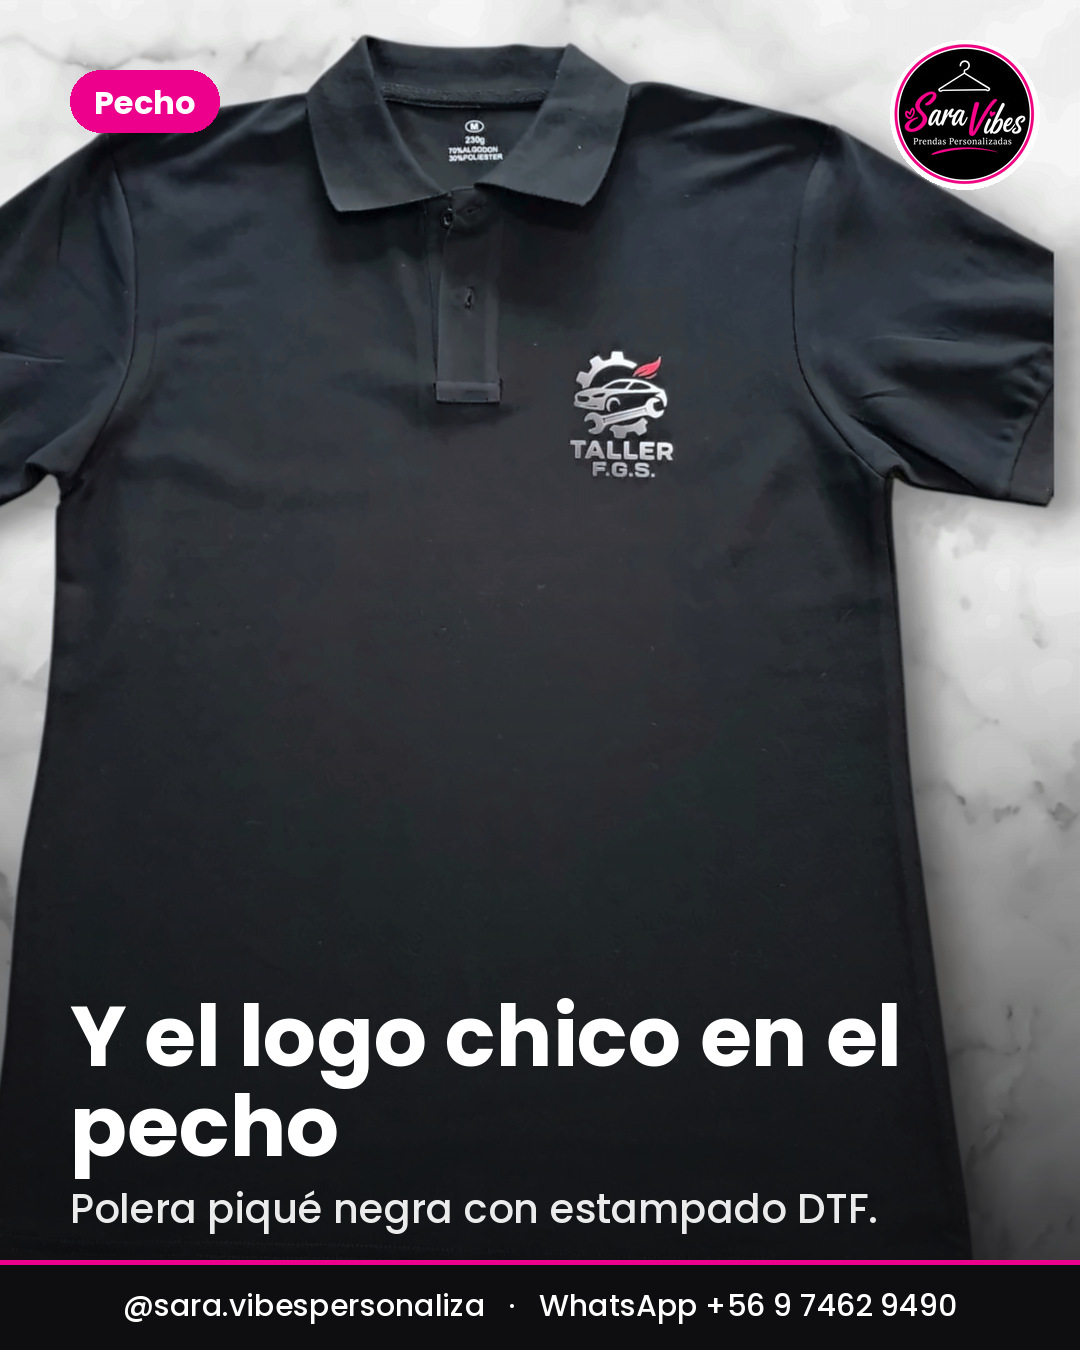 Pecho
Sara Vibes
Prendas Personalizadas
M
230g
70%ALGODON
30%POLIESTER
TALLER
F.G.S.
Y el logo chico en el
pecho
Polera piqué negra con estampado DTF.
@sara.vibespersonaliza · WhatsApp +56 9 7462 9490